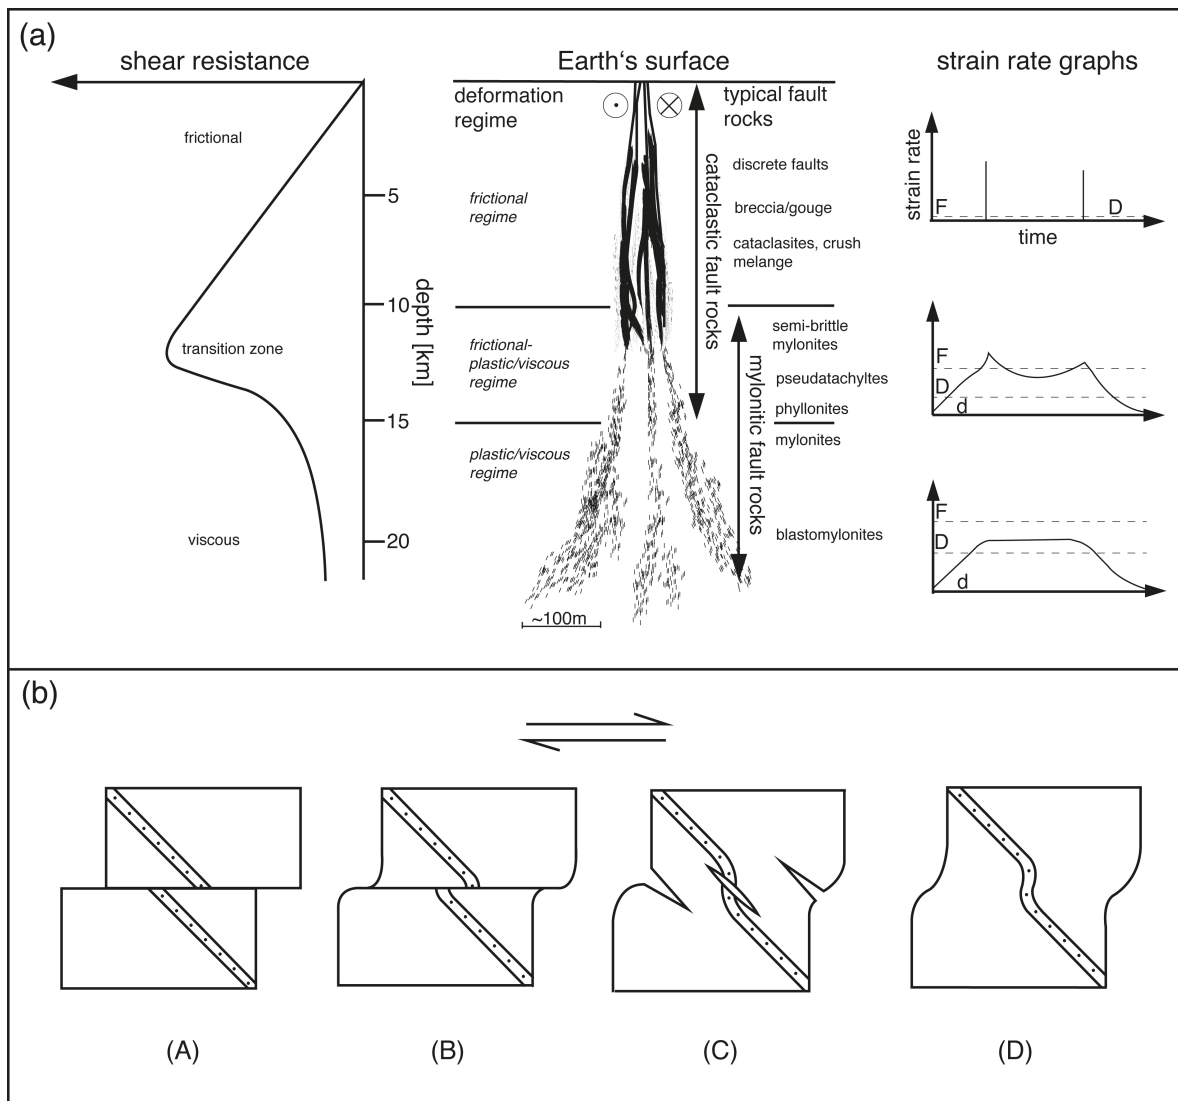 (a)
shear resistance
frictional
transition zone
viscous
5
10
15
20
depth [km]
Earth's surface
deformation
regime
frictional
regime
frictional-
plastic/viscous
regime
plastic/viscous
regime
~100m
cataclastic fault rocks
mylonitic fault rocks
typical fault
rocks
discrete faults
breccia/gouge
cataclasites, crush
melange
semi-brittle
mylonites
pseudatachyltes
phyllonites
mylonites
blastomylonites
strain rate graphs
strain rate
F
D
time
F
D
d
F
D
d
(b)
(A)
(B)
(C)
(D)